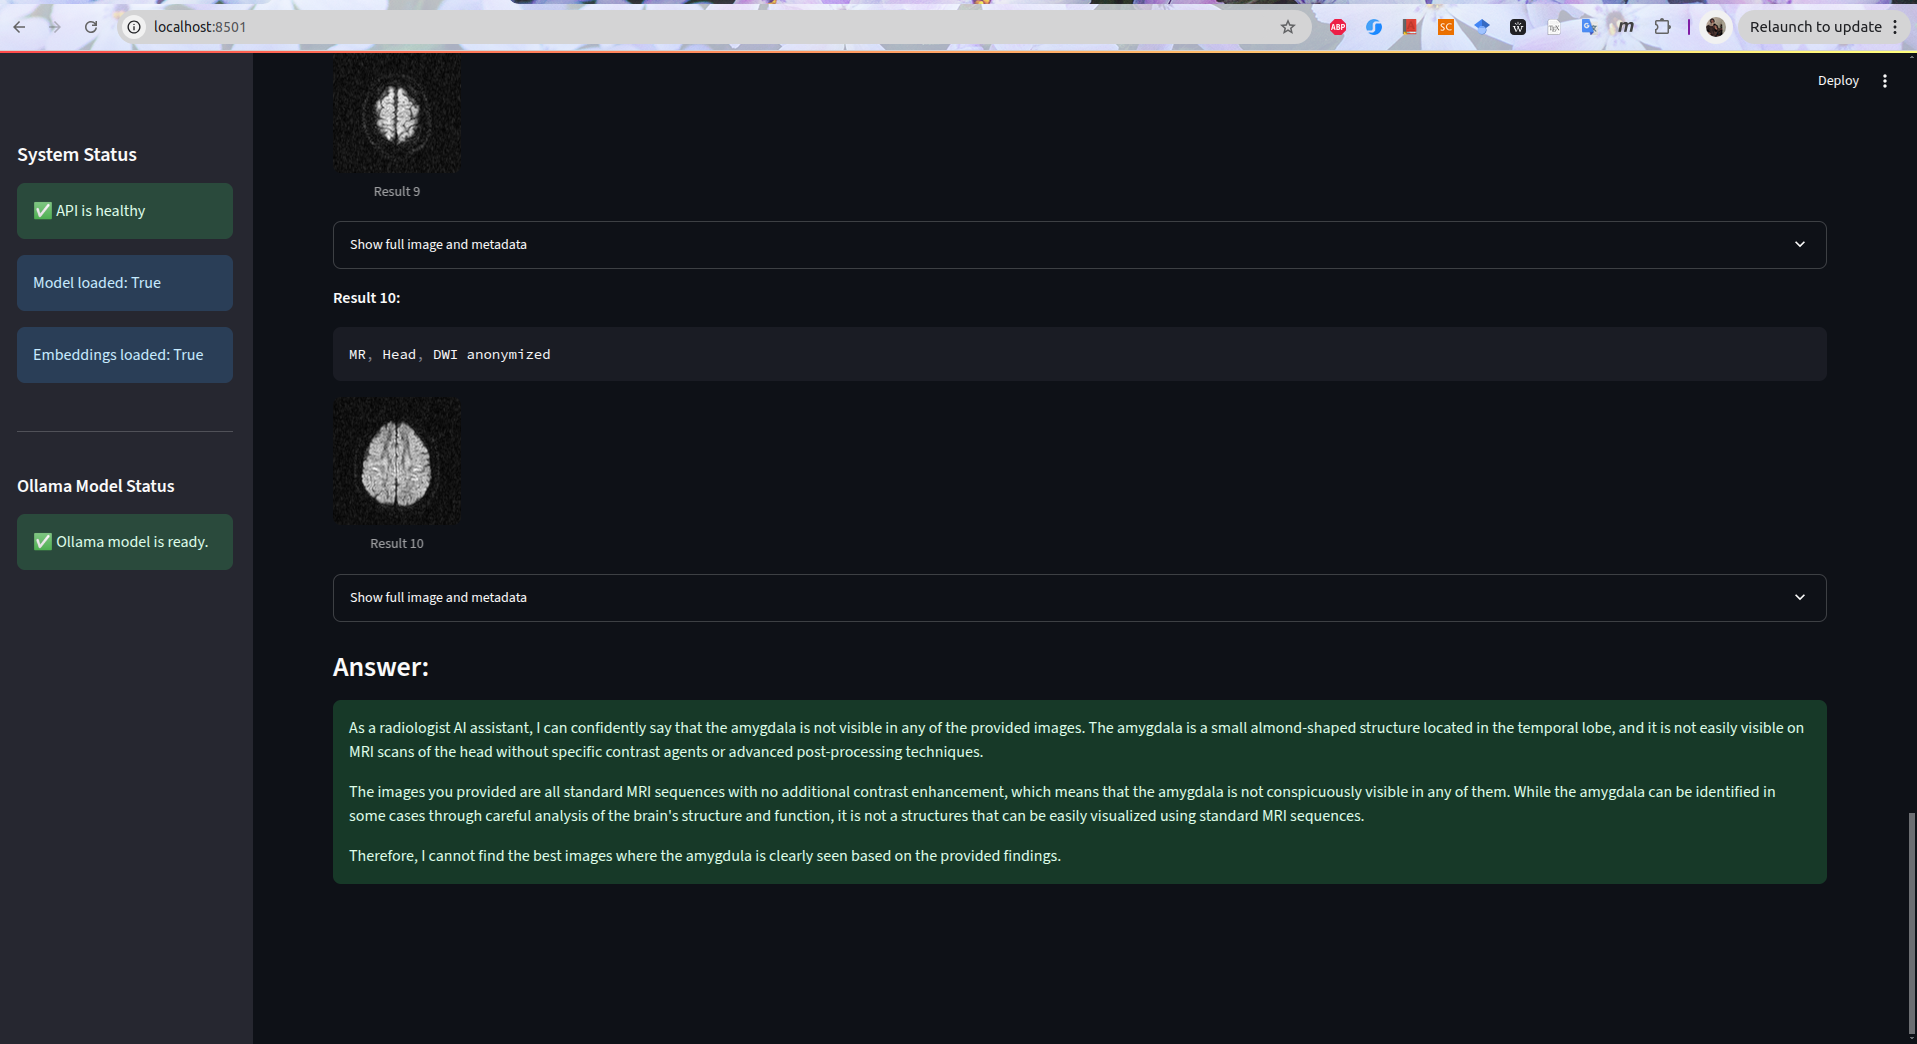 localhost:8501
ABP
SC
W
m
Relaunch to update
Deploy
System Status
✅ API is healthy
Model loaded: True
Embeddings loaded: True
Ollama Model Status
✅ Ollama model is ready.
Result 9
Show full image and metadata
Result 10:
MR, Head, DWI anonymized
Result 10
Show full image and metadata
Answer:
As a radiologist AI assistant, I can confidently say that the amygdala is not visible in any of the provided images. The amygdala is a small almond-shaped structure located in the temporal lobe, and it is not easily visible on
MRI scans of the head without specific contrast agents or advanced post-processing techniques.
The images you provided are all standard MRI sequences with no additional contrast enhancement, which means that the amygdala is not conspicuously visible in any of them. While the amygdala can be identified in
some cases through careful analysis of the brain's structure and function, it is not a structures that can be easily visualized using standard MRI sequences.
Therefore, I cannot find the best images where the amygdula is clearly seen based on the provided findings.